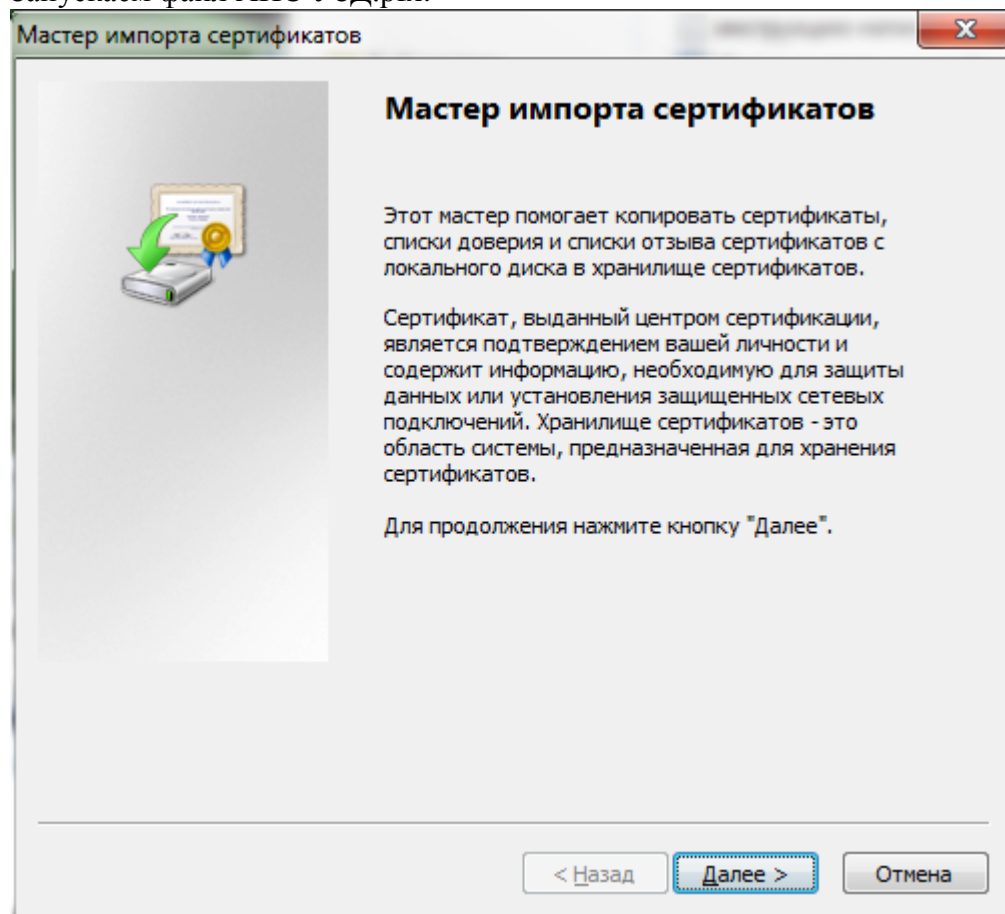 Мастер импорта сертификатов
Мастер импорта сертификатов
Этот мастер помогает копировать сертификаты,
списки доверия и списки отзыва сертификатов с
локального диска в хранилище сертификатов.
Сертификат, выданный центром сертификации,
является подтверждением вашей личности и
содержит информацию, необходимую для защиты
данных или установления защищенных сетевых
подключений. Хранилище сертификатов - это
область системы, предназначенная для хранения
сертификатов.
Для продолжения нажмите кнопку "Далее".
< Назад Далее > Отмена